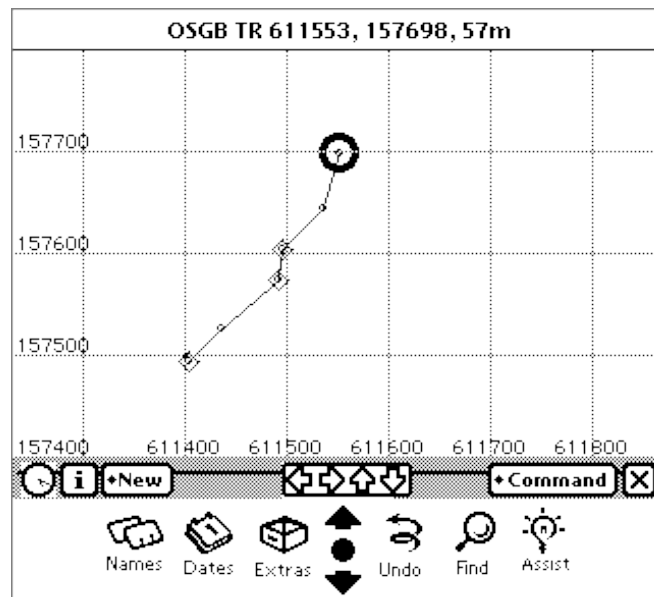 OSGB TR 611553, 157698, 57m
157700
157600
157500
157400 611400 611500 611600 611700 611800
i New Command
Names Dates Extras Undo Find Assist